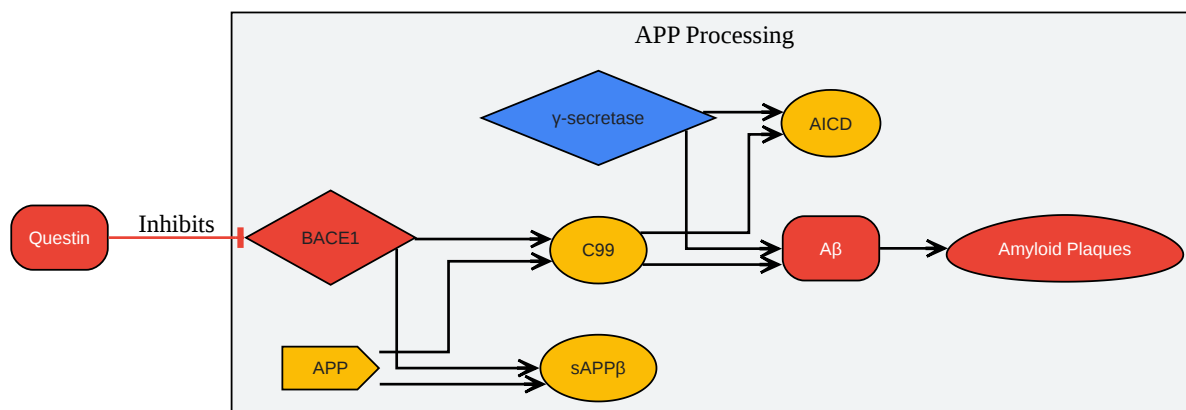 APP Processing
γ-secretase
AICD
Questin
Inhibits
BACE1
C99
Aβ
Amyloid Plaques
APP
sAPPβ